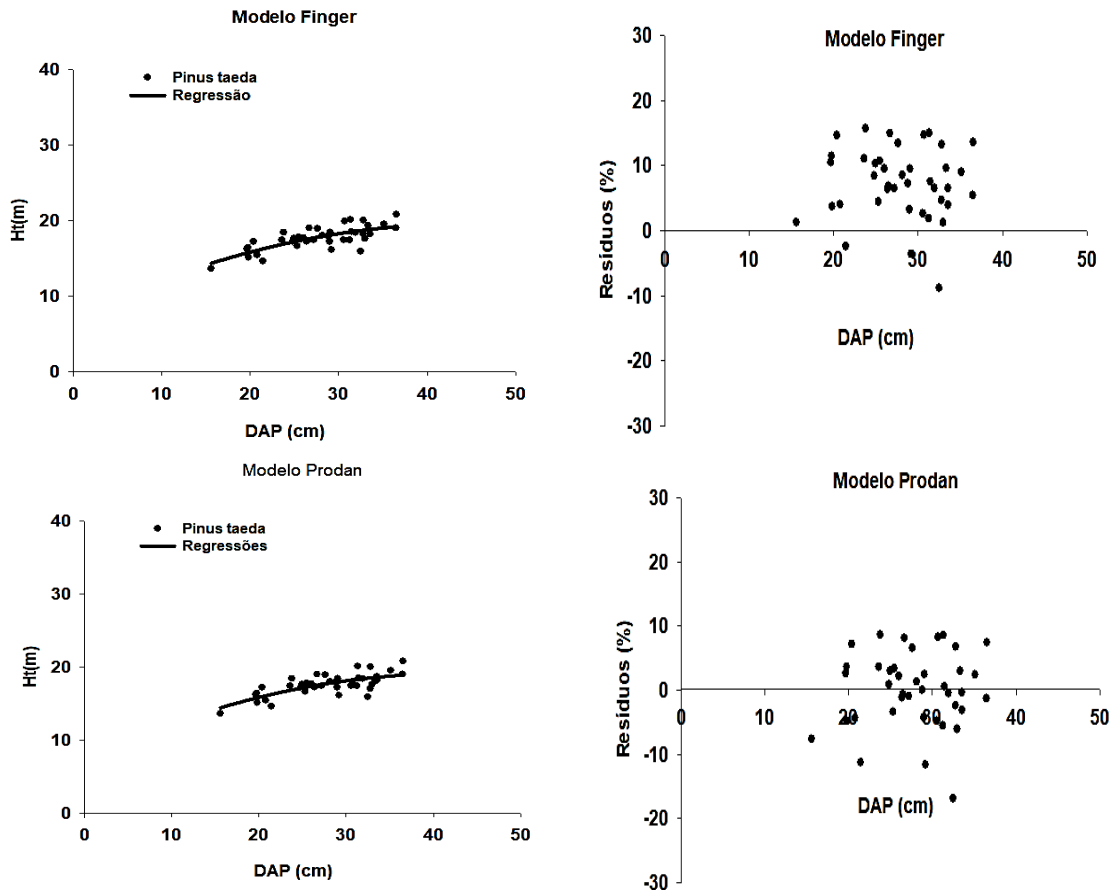 Modelo Finger
40
30
20
10
0
Ht(m)
Pinus taeda
Regressão
0 10 20 30 40 50
DAP (cm)
Modelo Finger
30
20
10
0
-10
-20
-30
Resíduos (%)
0 10 20 30 40 50
DAP (cm)
Modelo Prodan
40
30
20
10
0
Ht(m)
Pinus taeda
Regressões
0 10 20 30 40 50
DAP (cm)
Modelo Prodan
30
20
10
0
-10
-20
-30
Resíduos (%)
0 10 20 30 40 50
DAP (cm)